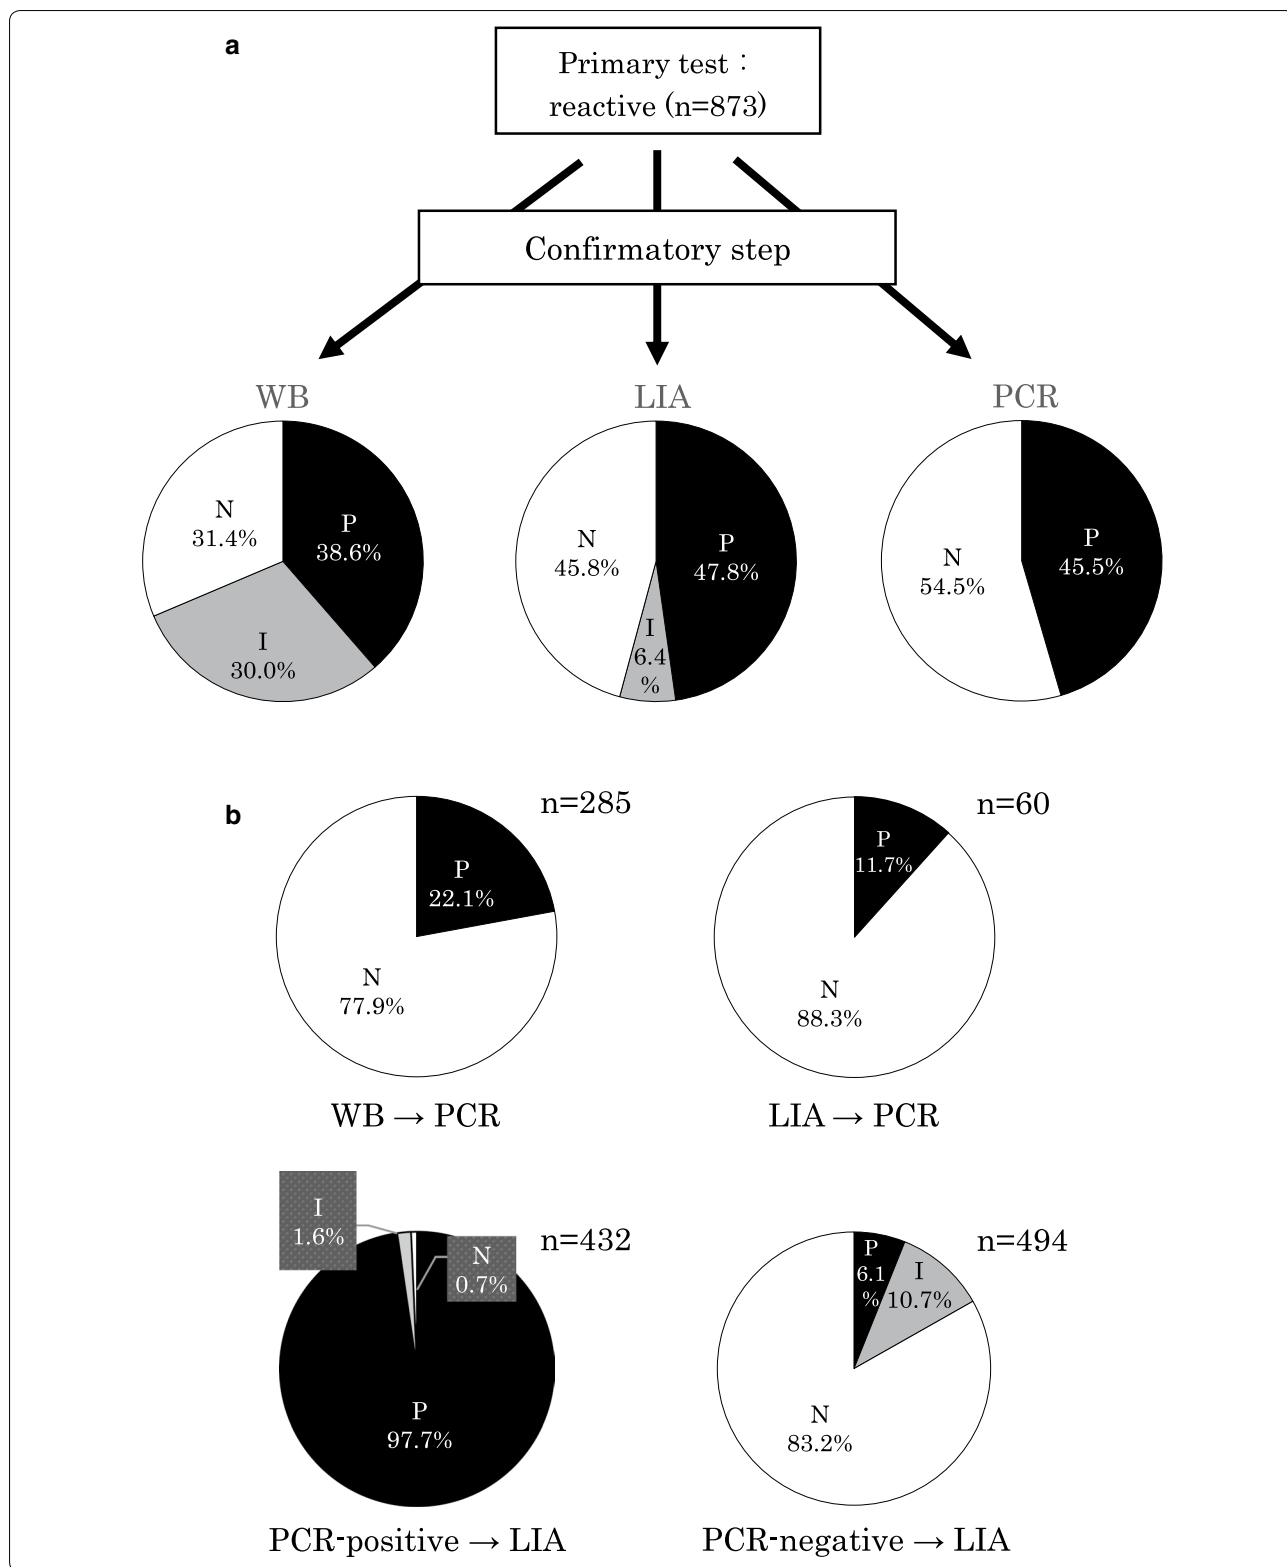 a
Primary test :
reactive (n=873)
Confirmatory step
WB
LIA
PCR
N
31.4%
P
38.6%
I
30.0%
N
45.8%
P
47.8%
I
6.4
%
N
54.5%
P
45.5%
b
n=285
P
22.1%
N
77.9%
WB → PCR
n=60
P
11.7%
N
88.3%
LIA → PCR
I
1.6%
N
0.7%
n=432
P
97.7%
PCR-positive → LIA
n=494
P
6.1
%
I
10.7%
N
83.2%
PCR-negative → LIA